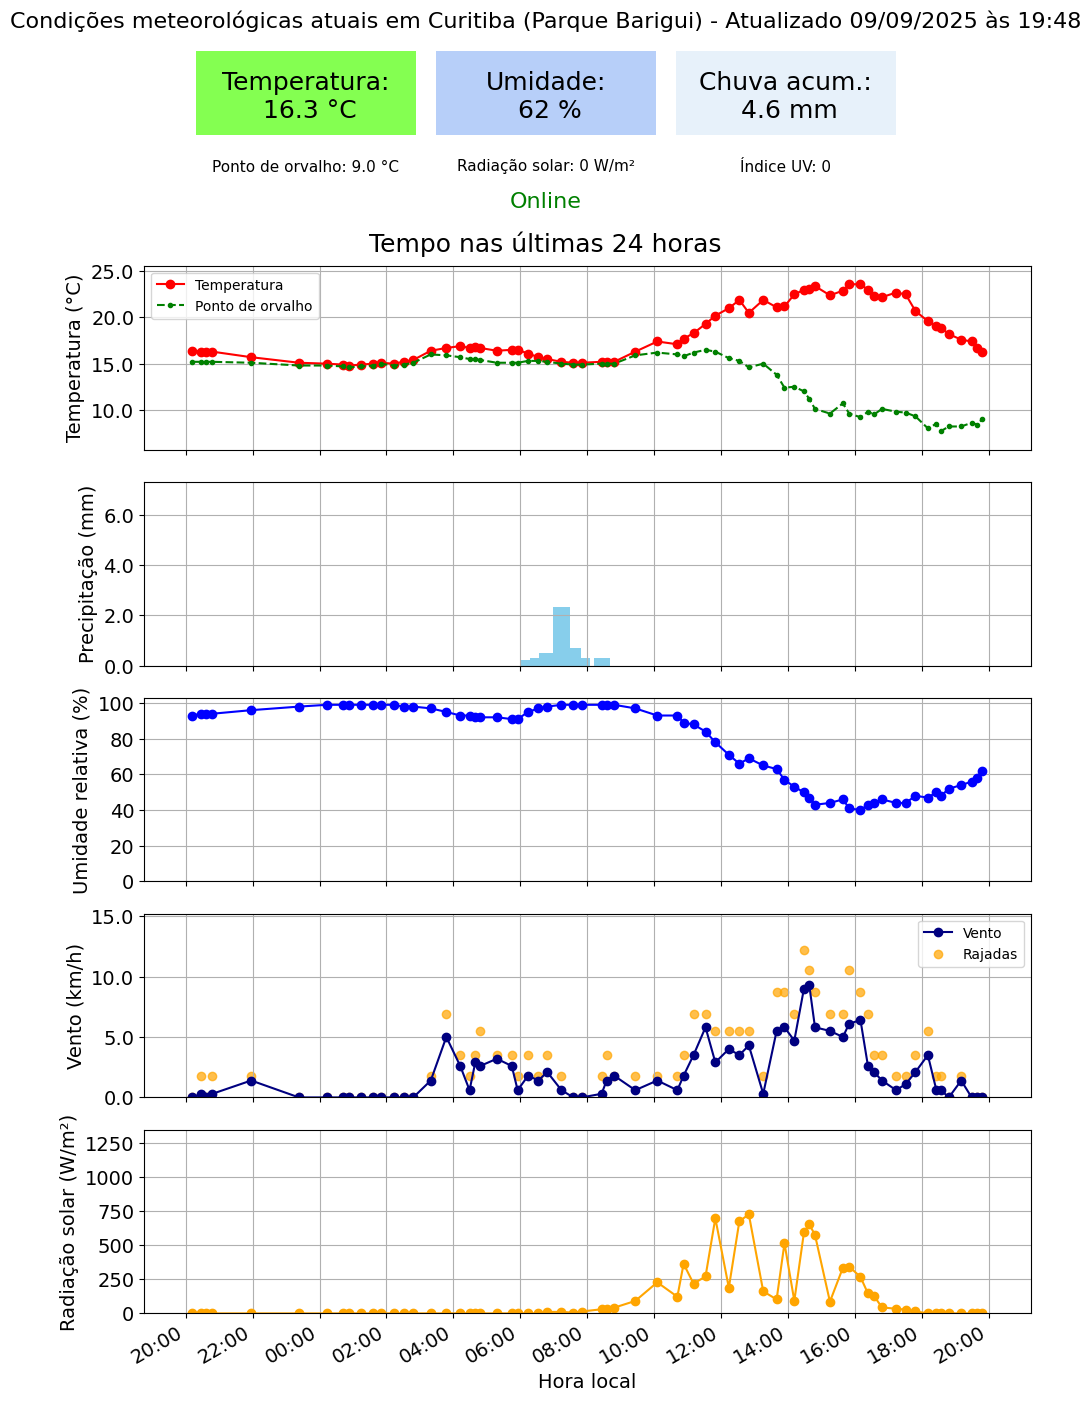 Condições meteorológicas atuais em Curitiba (Parque Barigui) - Atualizado 09/09/2025 às 19:48
Temperatura:
16.3 °C
Umidade:
62 %
Chuva acum.:
4.6 mm
Ponto de orvalho: 9.0 °C
Radiação solar: 0 W/m²
Índice UV: 0
Online
Tempo nas últimas 24 horas
Temperatura (°C)
25.0
20.0
15.0
10.0
Temperatura
Ponto de orvalho
Precipitação (mm)
6.0
4.0
2.0
0.0
Umidade relativa (%)
100
80
60
40
20
0
Vento (km/h)
15.0
10.0
5.0
0.0
Vento
Rajadas
Radiação solar (W/m²)
1250
1000
750
500
250
0
20:00
22:00
00:00
02:00
04:00
06:00
08:00
10:00
12:00
14:00
16:00
18:00
20:00
Hora local